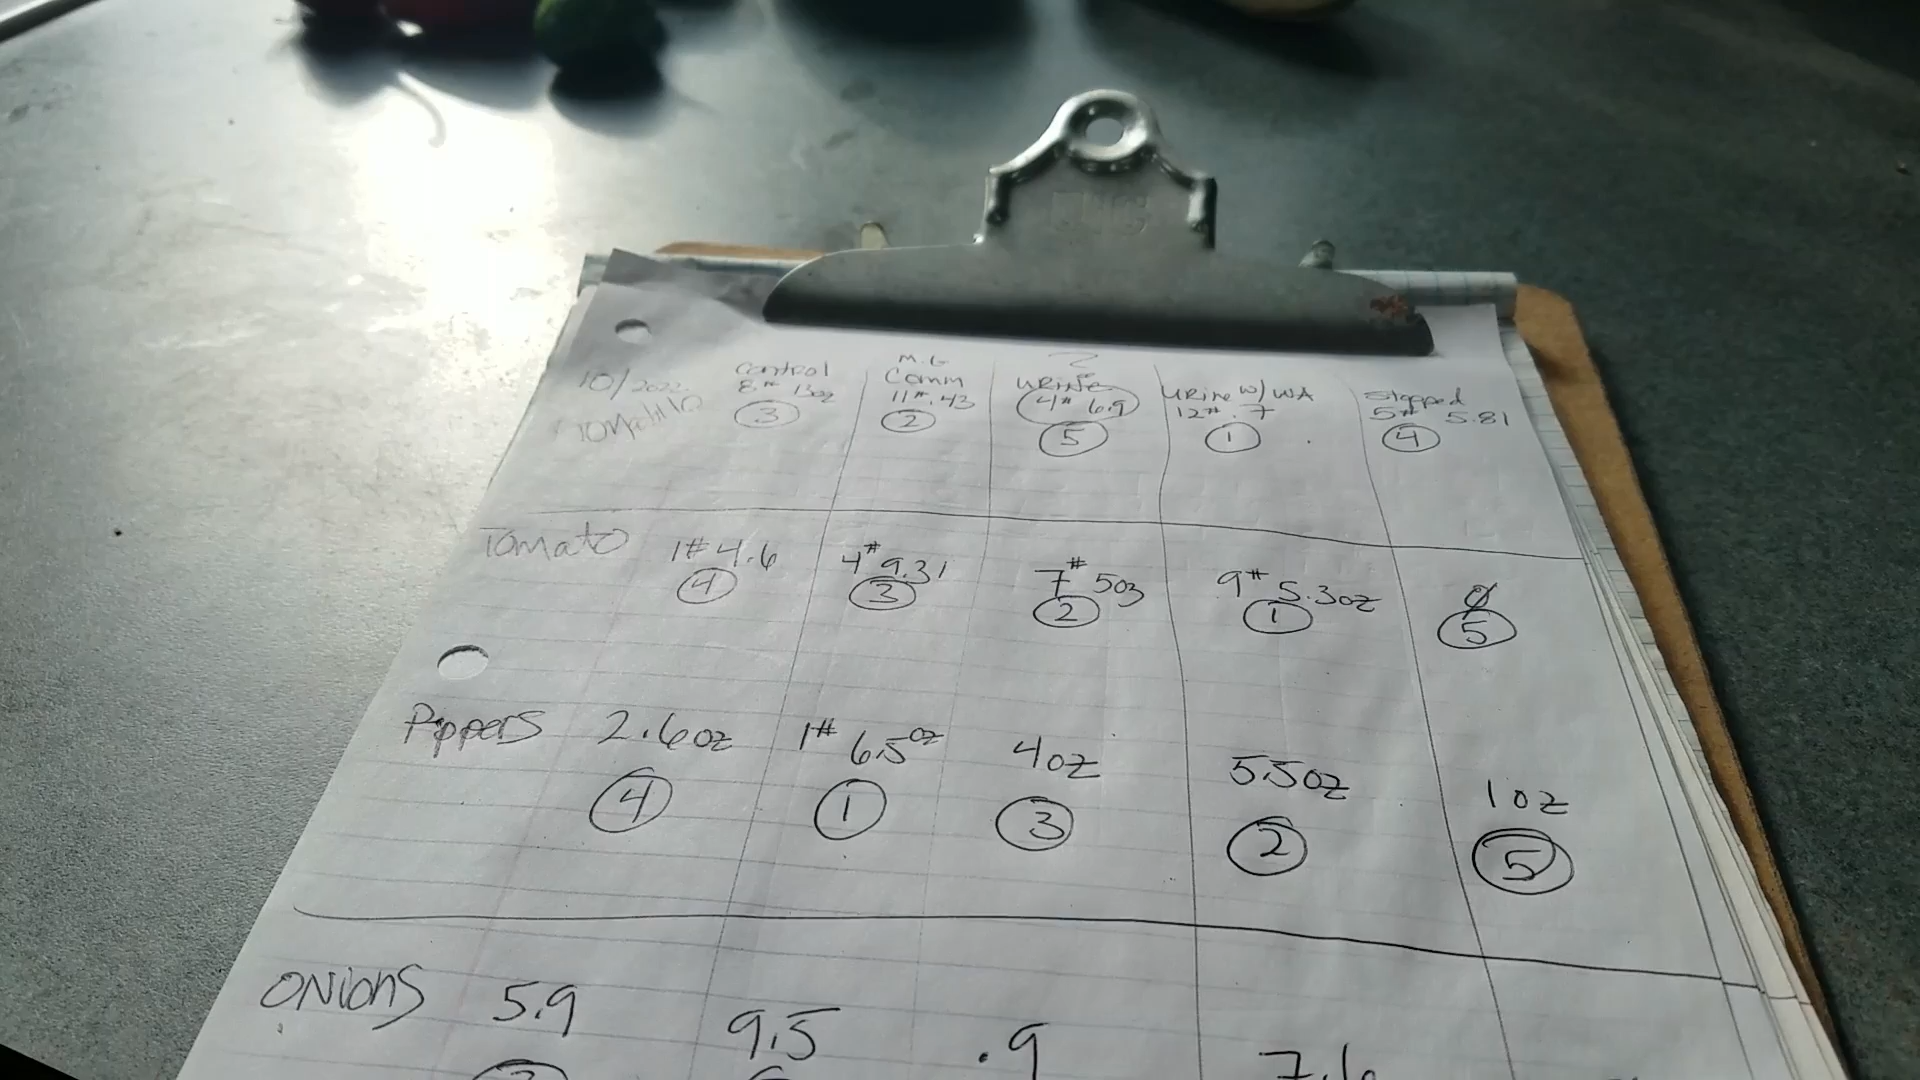 10/2022
Tomatillo
control
8# 13oz
3
M.G
Comm
11# .43
2
?
URINE
4# 6.9
5
URINE W/ WA
12# .7
1
Stopped
5# 5.81
4
Tomato
1# 4.6
4
4# 9.31
3
7# 5oz
2
9# 5.3oz
1
0
5
Peppers
2.6oz
4
1# 6.5oz
1
4oz
3
5.5oz
2
1oz
5
ONIONS
5.9
9.5
.9
7.6